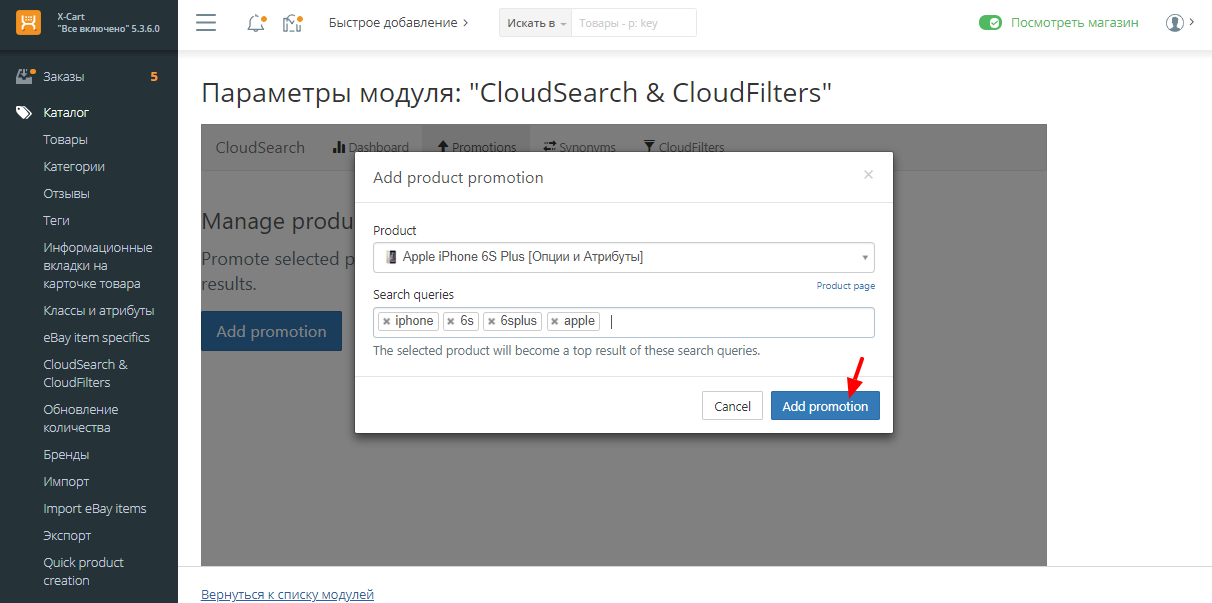 X-Cart
"Все включено" 5.3.6.0
Быстрое добавление
Искать в
Товары - р: key
Посмотреть магазин
Заказы 5
Каталог
Товары
Категории
Отзывы
Теги
Информационные
вкладки на
карточке товара
Классы и атрибуты
eBay item specifics
CloudSearch &
CloudFilters
Обновление
количества
Бренды
Импорт
Import eBay items
Экспорт
Quick product
creation
Параметры модуля: "CloudSearch & CloudFilters"
CloudSearch Dashboard Promotions Synonyms CloudFilters
Manage produ
Promote selected p
results.
Add promotion
Add product promotion
×
Product
Apple iPhone 6S Plus [Опции и Атрибуты]
Product page
Search queries
× iphone × 6s × 6splus × apple
The selected product will become a top result of these search queries.
Cancel Add promotion
Вернуться к списку модулей